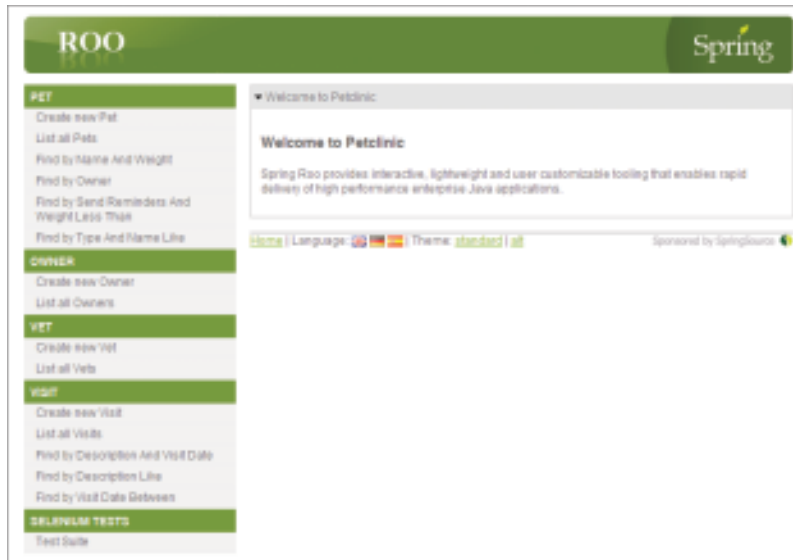 ROO
Spring
PET
Create new Pet
List all Pets
Find by Name And Weight
Find by Owner
Find by Send Reminders And
Weight Less Than
Find by Type And Name Like
OWNER
Create new Owner
List all Owners
VET
Create new Vet
List all Vets
VISIT
Create new Visit
List all Visits
Find by Description And Visit Date
Find by Description Like
Find by Visit Date Between
SELENIUM TESTS
Test Suite
Welcome to Petclinic
Welcome to Petclinic
Spring Roo provides interactive, lightweight and user customizable tooling that enables rapid
delivery of high performance enterprise Java applications.
Home | Language: | Theme: standard | alt
Sponsored by SpringSource